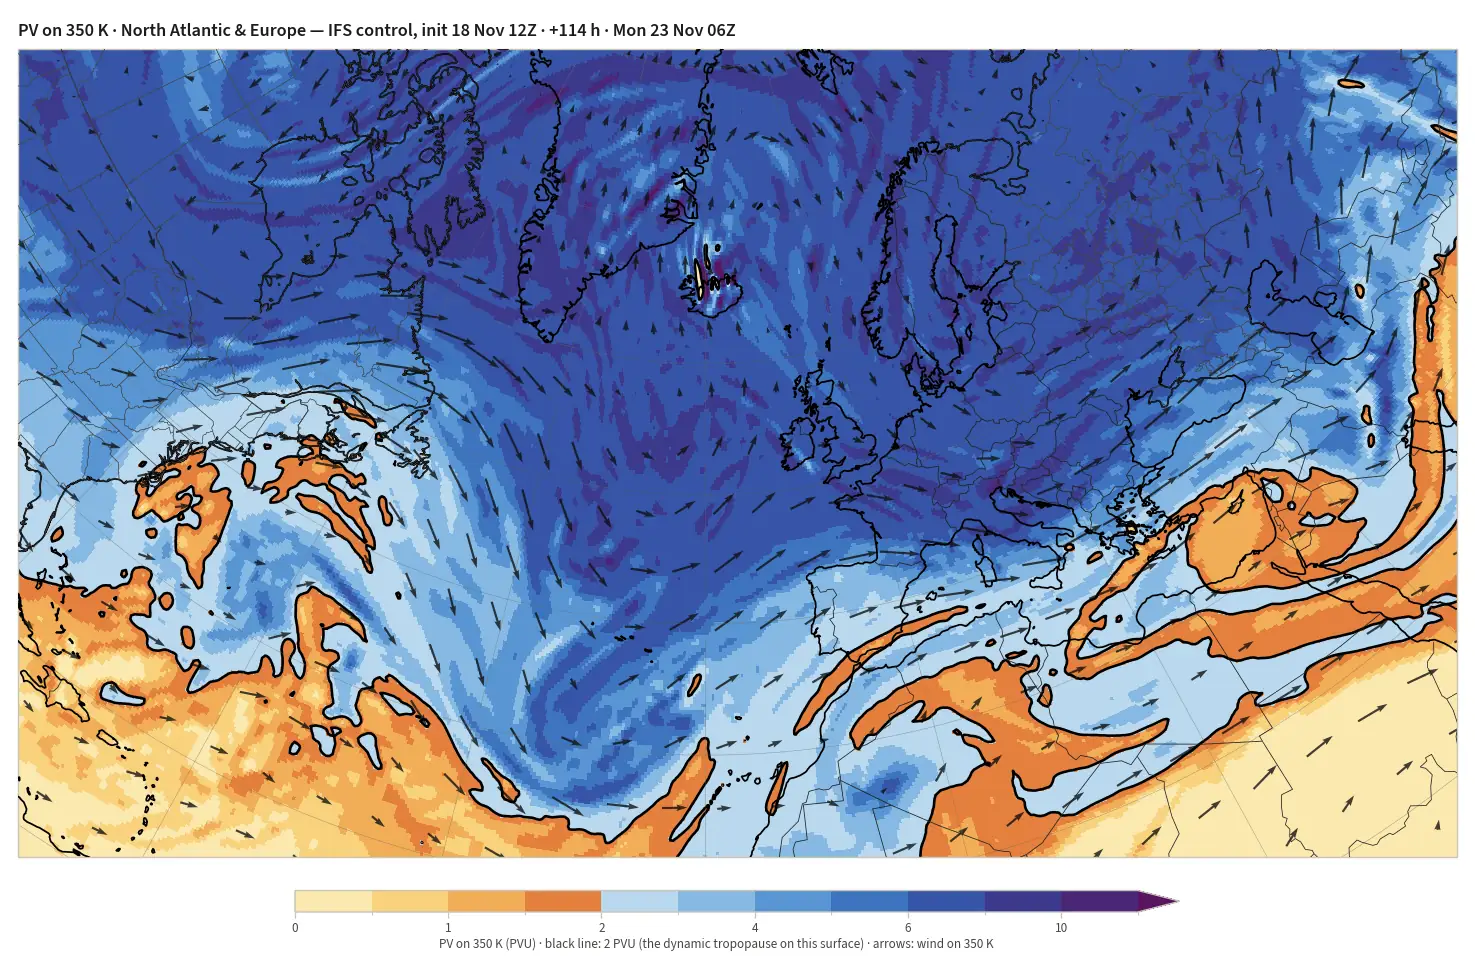 PV on 350 K · North Atlantic & Europe — IFS control, init 18 Nov 12Z · +114 h · Mon 23 Nov 06Z
0 1 2 4 6 10
PV on 350 K (PVU) · black line: 2 PVU (the dynamic tropopause on this surface) · arrows: wind on 350 K